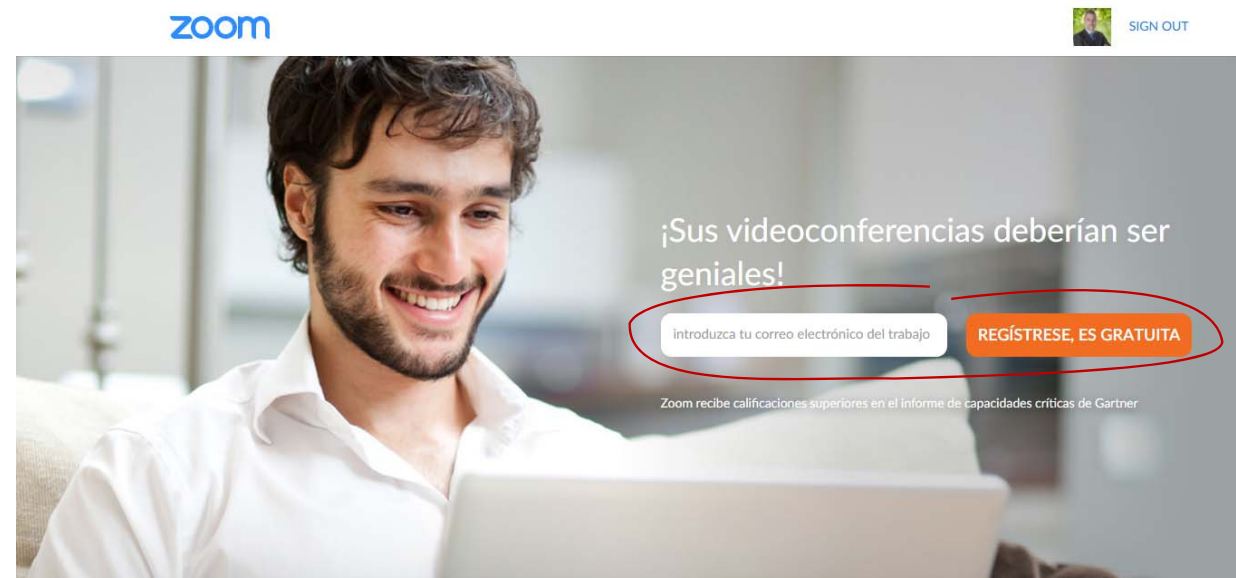 zoom
SIGN OUT
¡Sus videoconferencias deberían ser
geniales!
introduzca tu correo electrónico del trabajo
REGÍSTRESE, ES GRATUITA
Zoom recibe calificaciones superiores en el informe de capacidades críticas de Gartner